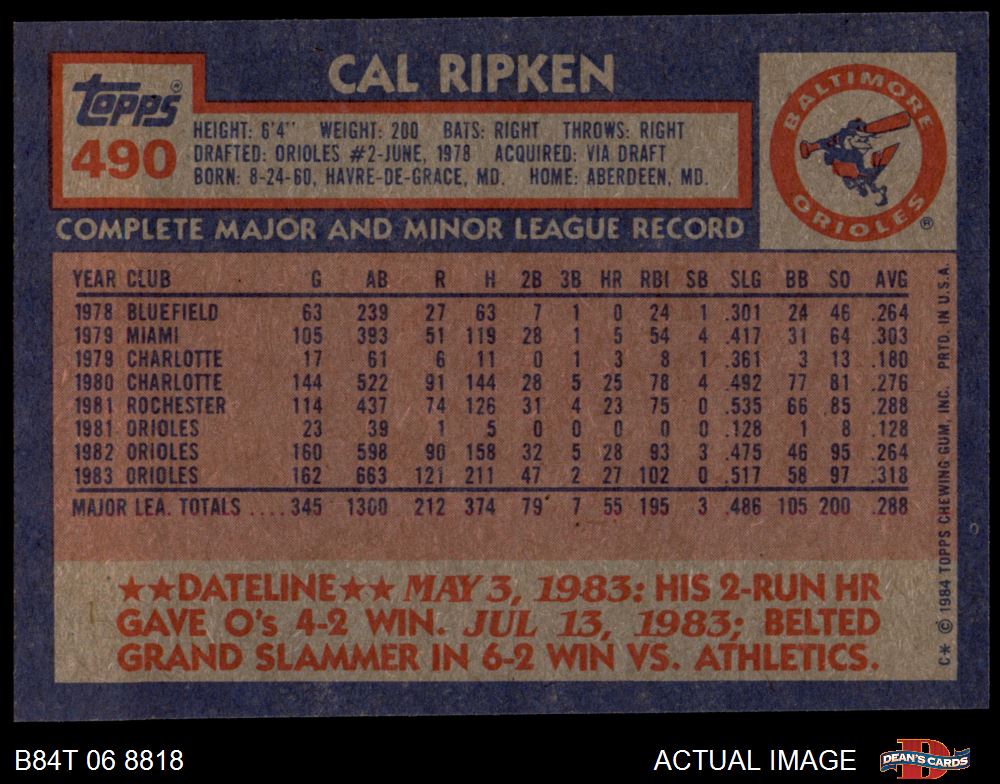 CAL RIPKEN
Topps®
490
HEIGHT: 6'4" WEIGHT: 200 BATS: RIGHT THROWS: RIGHT
DRAFTED: ORIOLES #2-JUNE, 1978 ACQUIRED: VIA DRAFT
BORN: 8-24-60, HAVRE-DE-GRACE, MD. HOME: ABERDEEN, MD.
BALTIMORE
ORIOLES ®
COMPLETE MAJOR AND MINOR LEAGUE RECORD
YEAR CLUB G AB R H 2B 3B HR RBI SB SLG BB SO AVG
1978 BLUEFIELD 63 239 27 63 7 1 0 24 1 .301 24 46 .264
1979 MIAMI 105 393 51 119 28 1 5 54 4 .417 31 64 .303
1979 CHARLOTTE 17 61 6 11 0 1 3 8 1 .361 3 13 .180
1980 CHARLOTTE 144 522 91 144 28 5 25 78 4 .492 77 81 .276
1981 ROCHESTER 114 437 74 126 31 4 23 75 0 .535 66 85 .288
1981 ORIOLES 23 39 1 5 0 0 0 0 0 .128 1 8 .128
1982 ORIOLES 160 598 90 158 32 5 28 93 3 .475 46 95 .264
1983 ORIOLES 162 663 121 211 47 2 27 102 0 .517 58 97 .318
MAJOR LEA. TOTALS ....345 1300 212 374 79 7 55 195 3 .486 105 200 .288
★★DATELINE★★ MAY 3, 1983: HIS 2-RUN HR
GAVE O's 4-2 WIN. JUL 13, 1983; BELTED
GRAND SLAMMER IN 6-2 WIN VS. ATHLETICS.
C* © 1984 TOPPS CHEWING GUM, INC. PRTD. IN U.S.A.
B84T 06 8818
ACTUAL IMAGE
D
DEAN'S CARDS